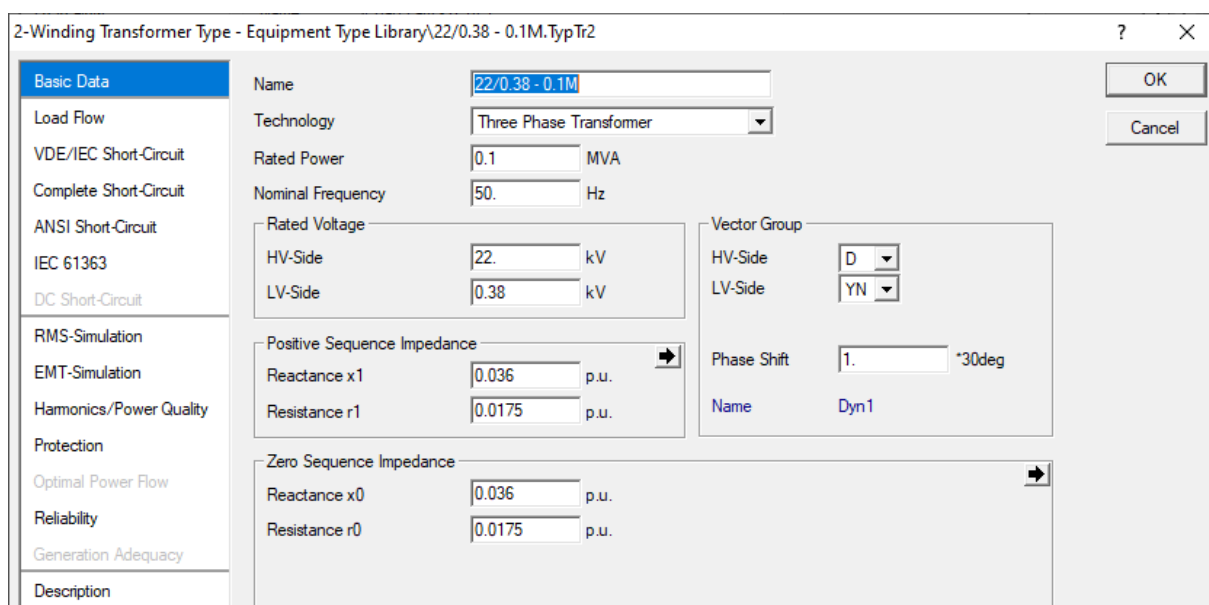 2-Winding Transformer Type - Equipment Type Library\22/0.38 - 0.1M.TypTr2 ?
Basic Data
Load Flow
VDE/IEC Short-Circuit
Complete Short-Circuit
ANSI Short-Circuit
IEC 61363
DC Short-Circuit
RMS-Simulation
EMT-Simulation
Harmonics/Power Quality
Protection
Optimal Power Flow
Reliability
Generation Adequacy
Description
Name 22/0.38 - 0.1M
Technology Three Phase Transformer
Rated Power 0.1 MVA
Nominal Frequency 50. Hz
Rated Voltage
HV-Side 22. kV
LV-Side 0.38 kV
Positive Sequence Impedance
Reactance x1 0.036 p.u.
Resistance r1 0.0175 p.u.
Vector Group
HV-Side D
LV-Side YN
Phase Shift 1. *30deg
Name Dyn1
Zero Sequence Impedance
Reactance x0 0.036 p.u.
Resistance r0 0.0175 p.u.
OK
Cancel